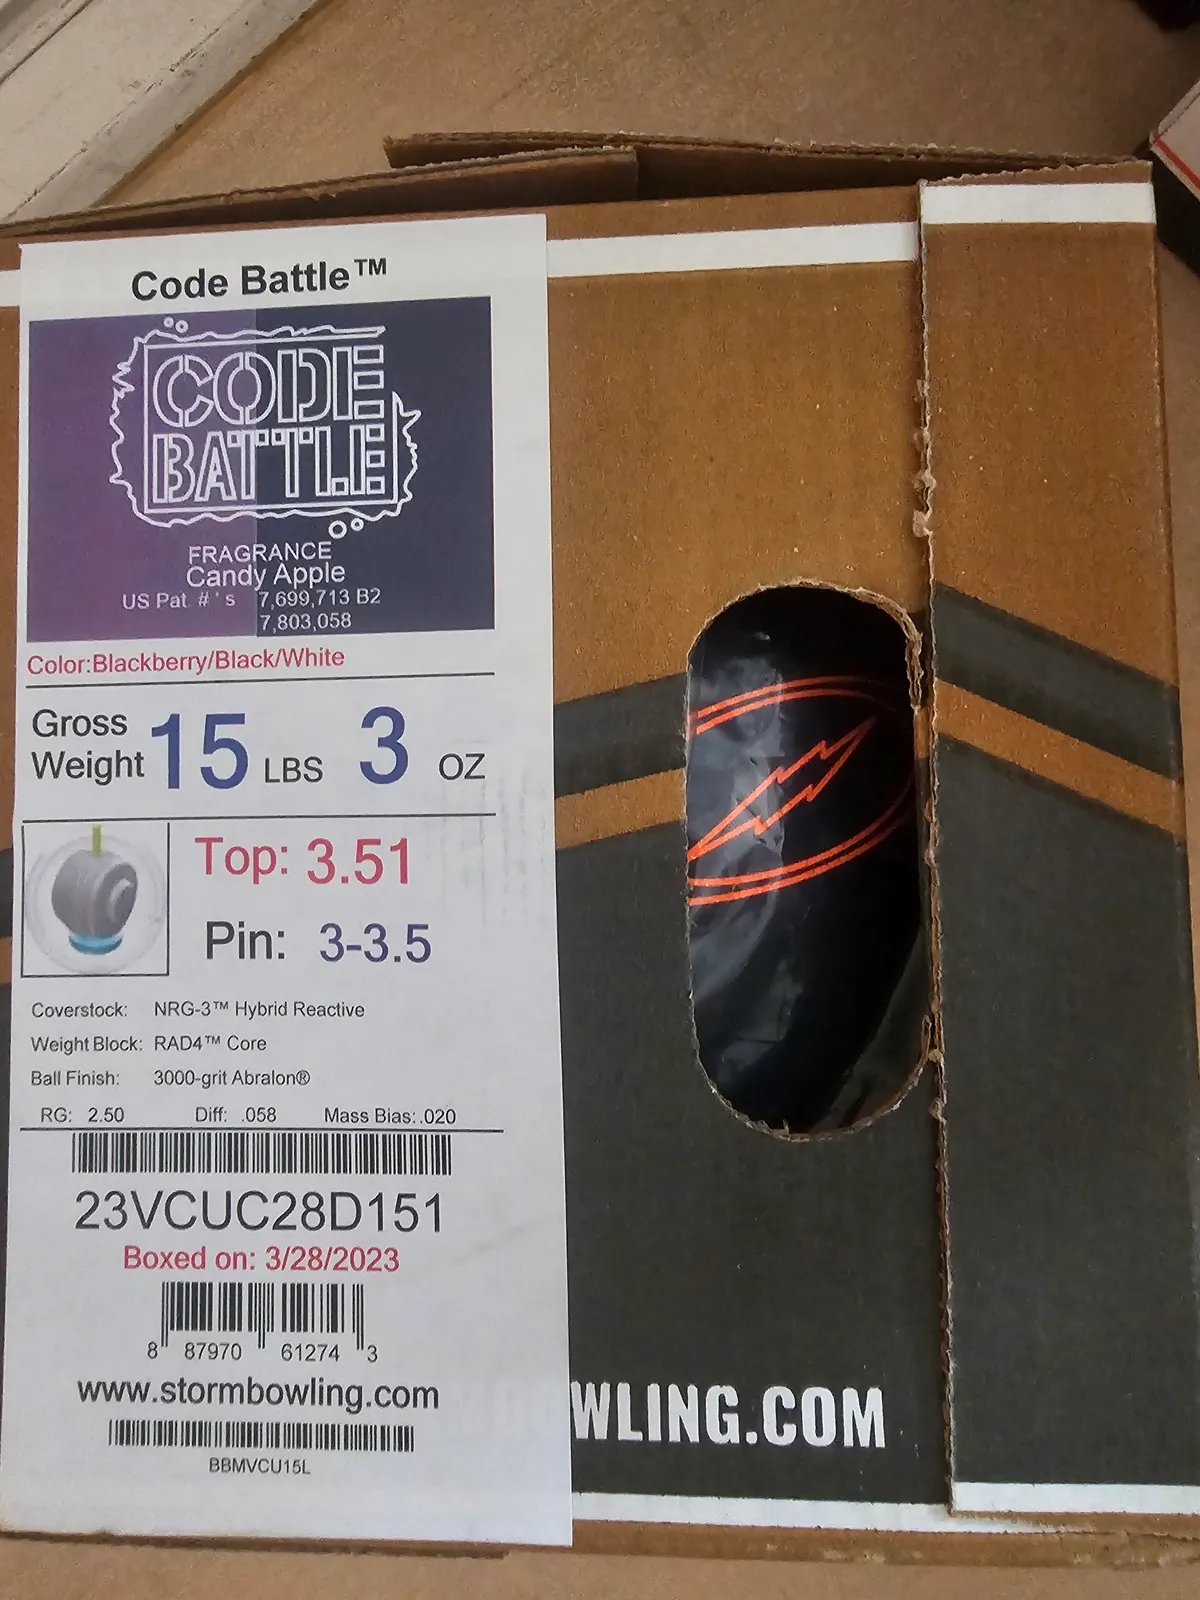 Code Battle™
CODE
BATTLE
FRAGRANCE
Candy Apple
US Pat. #'s 7,699,713 B2
7,803,058
Color:Blackberry/Black/White
Gross Weight 15 LBS 3 OZ
Top: 3.51
Pin: 3-3.5
Coverstock: NRG-3™ Hybrid Reactive
Weight Block: RAD4™ Core
Ball Finish: 3000-grit Abralon®
RG: 2.50 Diff: .058 Mass Bias:.020
23VCUC28D151
Boxed on: 3/28/2023
8 87970 61274 3
www.stormbowling.com
BBMVCU15L
WLING.COM